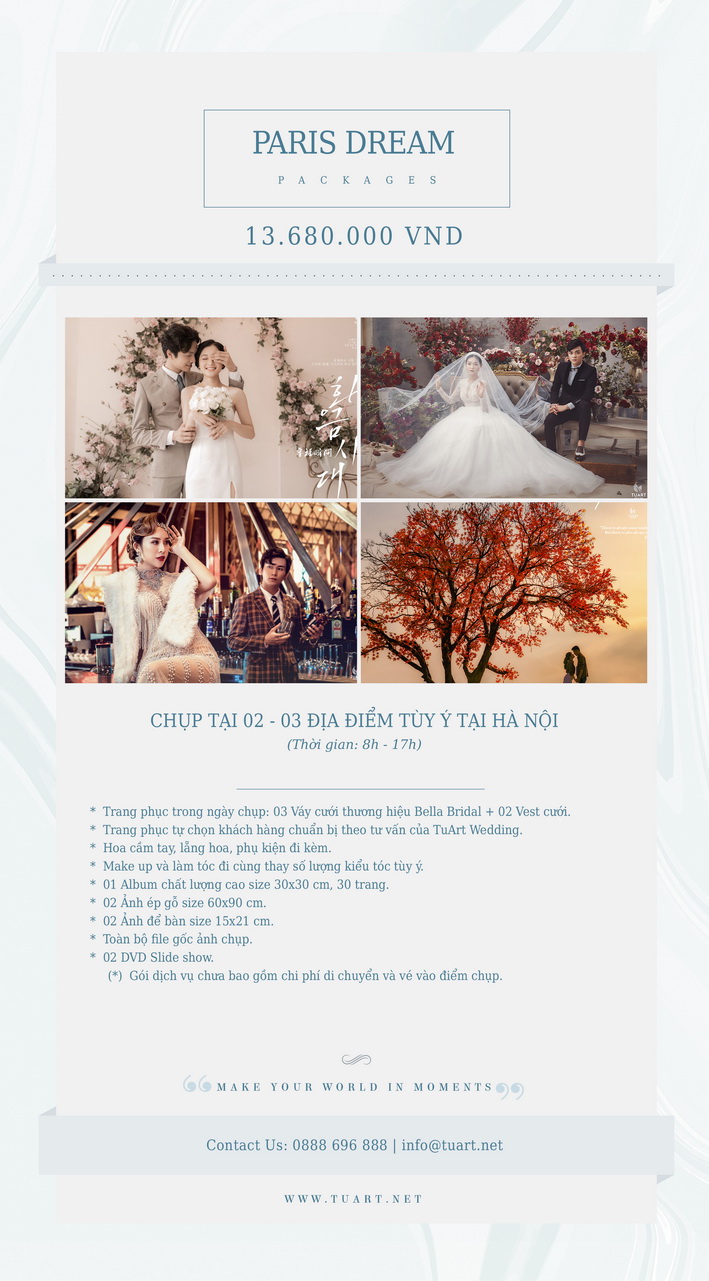 PARIS DREAM
PACKAGES
13.680.000 VND
화
혹
음
시
대
TUART
CHỤP TẠI 02 - 03 ĐỊA ĐIỂM TÙY Ý TẠI HÀ NỘI
(Thời gian: 8h - 17h)
* Trang phục trong ngày chụp: 03 Váy cưới thương hiệu Bella Bridal + 02 Vest cưới.
* Trang phục tự chọn khách hàng chuẩn bị theo tư vấn của TuArt Wedding.
* Hoa cầm tay, lẵng hoa, phụ kiện đi kèm.
* Make up và làm tóc đi cùng thay số lượng kiểu tóc tùy ý.
* 01 Album chất lượng cao size 30x30 cm, 30 trang.
* 02 Ảnh ép gỗ size 60x90 cm.
* 02 Ảnh để bàn size 15x21 cm.
* Toàn bộ file gốc ảnh chụp.
* 02 DVD Slide show.
(*) Gói dịch vụ chưa bao gồm chi phí di chuyển và vé vào điểm chụp.
“MAKE YOUR WORLD IN MOMENTS”
Contact Us: 0888 696 888 | info@tuart.net
WWW.TUART.NET